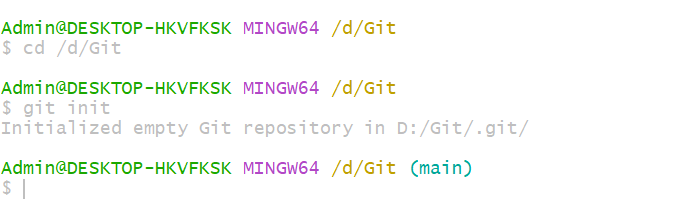 Admin@DESKTOP-HKVFKSK MINGW64 /d/Git
$ cd /d/Git
Admin@DESKTOP-HKVFKSK MINGW64 /d/Git
$ git init
Initialized empty Git repository in D:/Git/.git/
Admin@DESKTOP-HKVFKSK MINGW64 /d/Git (main)
$